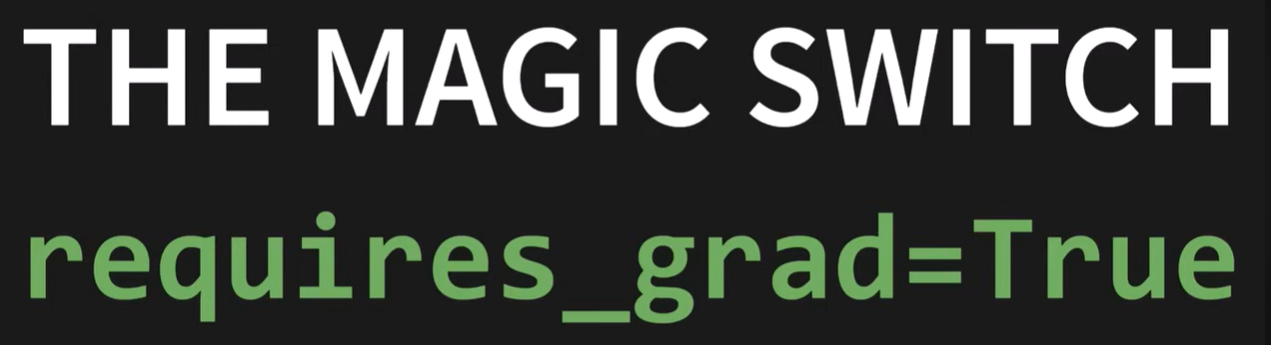 THE MAGIC SWITCH
requires_grad=True